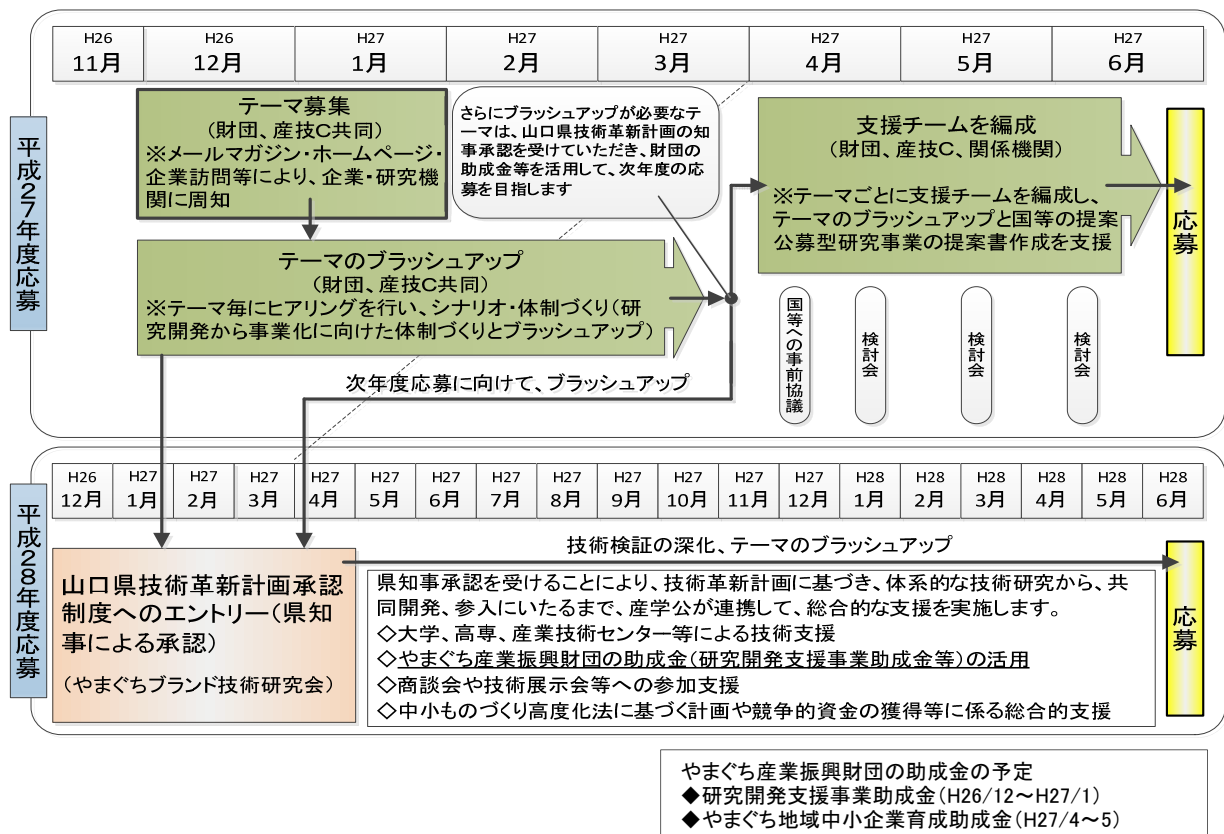 H26
11月
H26
12月
H27
1月
H27
2月
H27
3月
H27
4月
H27
5月
H27
6月
平成27年度応募
テーマ募集
(財団、産技C共同)
※メールマガジン・ホームページ・
企業訪問等により、企業・研究機
関に周知
さらにブラッシュアップが必要なテ
ーマは、山口県技術革新計画の知
事承認を受けていただき、財団の
助成金等を活用して、次年度の応
募を目指します
支援チームを編成
(財団、産技C、関係機関)
※テーマごとに支援チームを編成し、
テーマのブラッシュアップと国等の提案
公募型研究事業の提案書作成を支援
応募
テーマのブラッシュアップ
(財団、産技C共同)
※テーマ毎にヒアリングを行い、シナリオ・体制づくり(研
究開発から事業化に向けた体制づくりとブラッシュアップ)
国等への事前協議
検討会
検討会
検討会
次年度応募に向けて、ブラッシュアップ
平成28年度応募
H26
12月
H27
1月
H27
2月
H27
3月
H27
4月
H27
5月
H27
6月
H27
7月
H27
8月
H27
9月
H27
10月
H27
11月
H27
12月
H28
1月
H28
2月
H28
3月
H28
4月
H28
5月
H28
6月
山口県技術革新計画承認
制度へのエントリー(県知
事による承認)
(やまぐちブランド技術研究会)
技術検証の深化、テーマのブラッシュアップ
県知事承認を受けることにより、技術革新計画に基づき、体系的な技術研究から、共
同開発、参入にいたるまで、産学公が連携して、総合的な支援を実施します。
◇大学、高専、産業技術センター等による技術支援
◇やまぐち産業振興財団の助成金(研究開発支援事業助成金等)の活用
◇商談会や技術展示会等への参加支援
◇中小ものづくり高度化法に基づく計画や競争的資金の獲得等に係る総合的支援
応募
やまぐち産業振興財団の助成金の予定
◆研究開発支援事業助成金(H26/12～H27/1)
◆やまぐち地域中小企業育成助成金(H27/4～5)